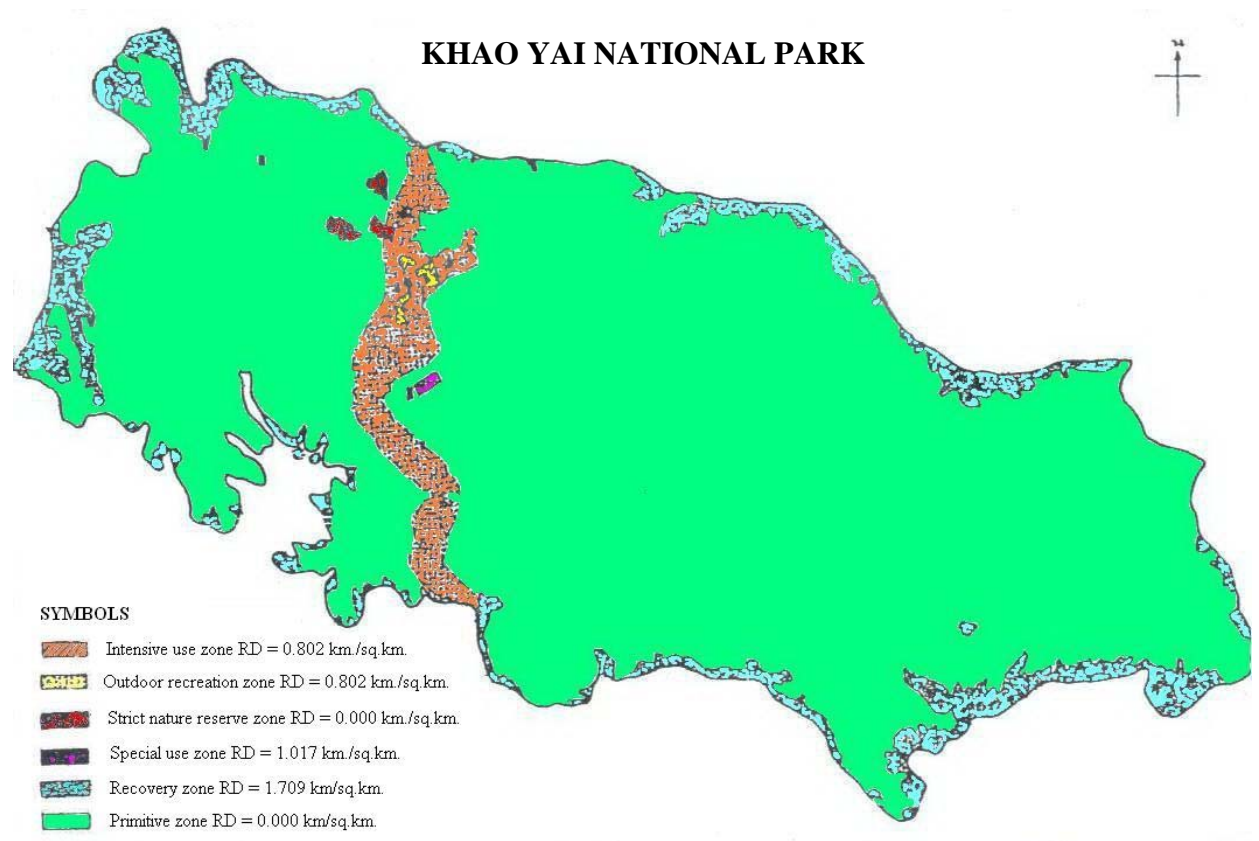 KHAO YAI NATIONAL PARK
N
SYMBOLS
Intensive use zone RD = 0.802 km./sq.km.
Outdoor recreation zone RD = 0.802 km./sq.km.
Strict nature reserve zone RD = 0.000 km./sq.km.
Special use zone RD = 1.017 km./sq.km.
Recovery zone RD = 1.709 km/sq.km.
Primitive zone RD = 0.000 km/sq.km.